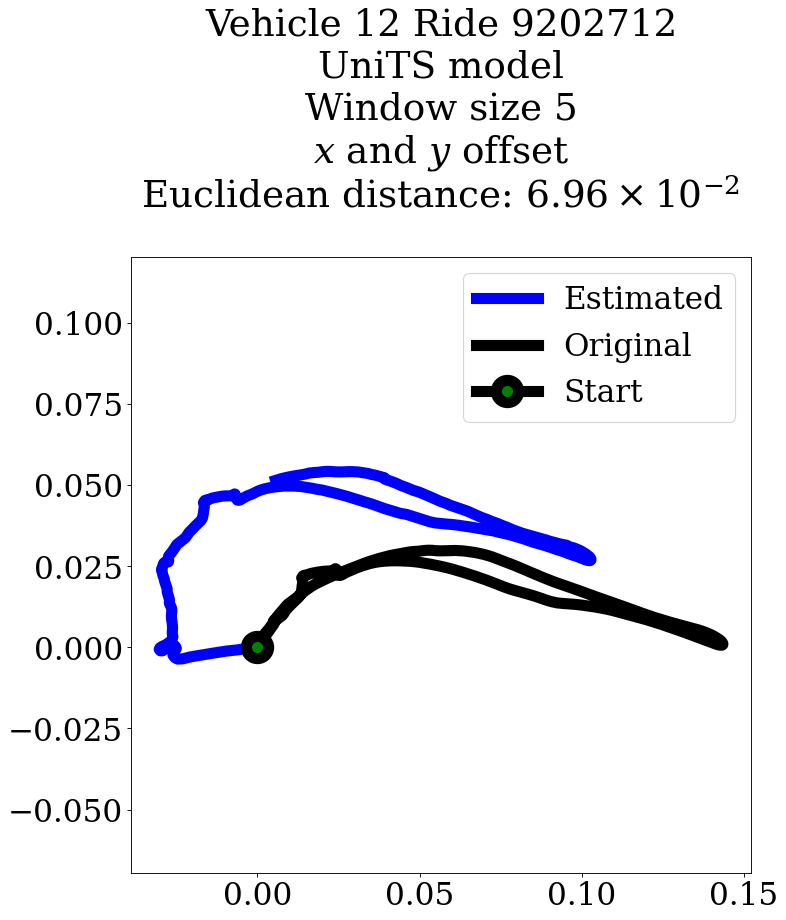 Vehicle 12 Ride 9202712
UniTS model
Window size 5
x and y offset
Euclidean distance: 6.96 × 10⁻²
Estimated
Original
Start
0.100
0.075
0.050
0.025
0.000
−0.025
−0.050
0.00 0.05 0.10 0.15